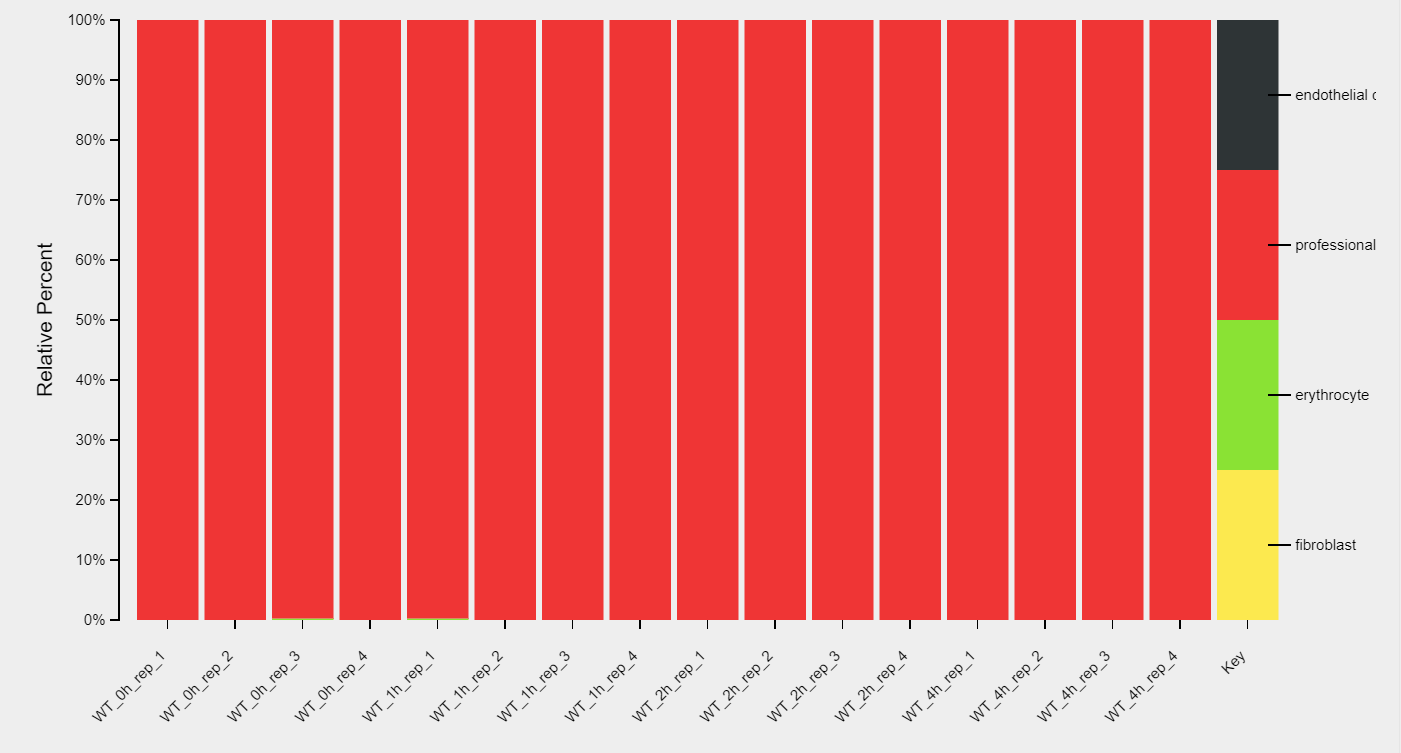 100%
90%
80%
70%
60%
50%
40%
30%
20%
10%
0%
Relative Percent
WT_0h_rep_1
WT_0h_rep_2
WT_0h_rep_3
WT_0h_rep_4
WT_1h_rep_1
WT_1h_rep_2
WT_1h_rep_3
WT_1h_rep_4
WT_2h_rep_1
WT_2h_rep_2
WT_2h_rep_3
WT_2h_rep_4
WT_4h_rep_1
WT_4h_rep_2
WT_4h_rep_3
WT_4h_rep_4
Key
endothelial
professional
erythrocyte
fibroblast